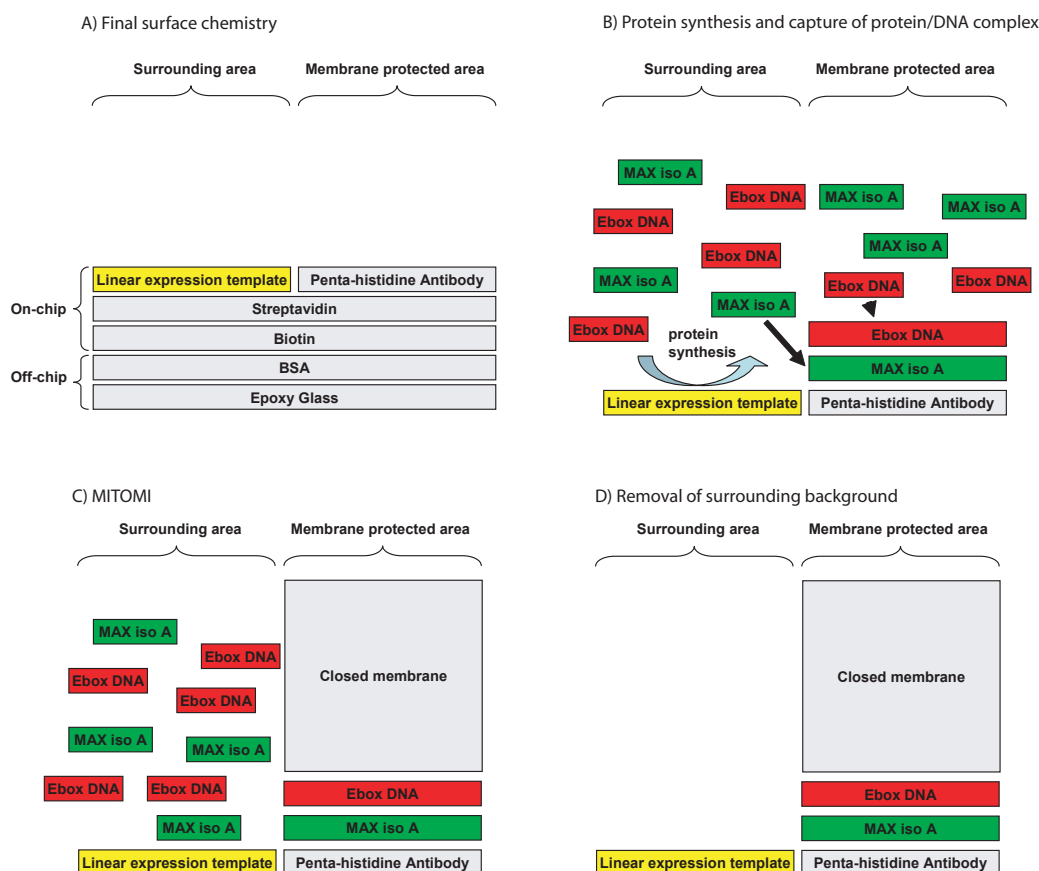 A) Final surface chemistry
Surrounding area Membrane protected area
Linear expression template Penta-histidine Antibody
On-chip Streptavidin
Biotin
Off-chip BSA
Epoxy Glass
B) Protein synthesis and capture of protein/DNA complex
Surrounding area Membrane protected area
MAX iso A
Ebox DNA MAX iso A MAX iso A
Ebox DNA
MAX iso A
Ebox DNA
MAX iso A Ebox DNA Ebox DNA
MAX iso A
Ebox DNA protein Ebox DNA
synthesis
MAX iso A
Linear expression template Penta-histidine Antibody
C) MITOMI
Surrounding area Membrane protected area
MAX iso A
Ebox DNA
Ebox DNA Closed membrane
Ebox DNA
MAX iso A MAX iso A
Ebox DNA Ebox DNA Ebox DNA
MAX iso A MAX iso A
Linear expression template Penta-histidine Antibody
D) Removal of surrounding background
Surrounding area Membrane protected area
Closed membrane
Ebox DNA
MAX iso A
Linear expression template Penta-histidine Antibody